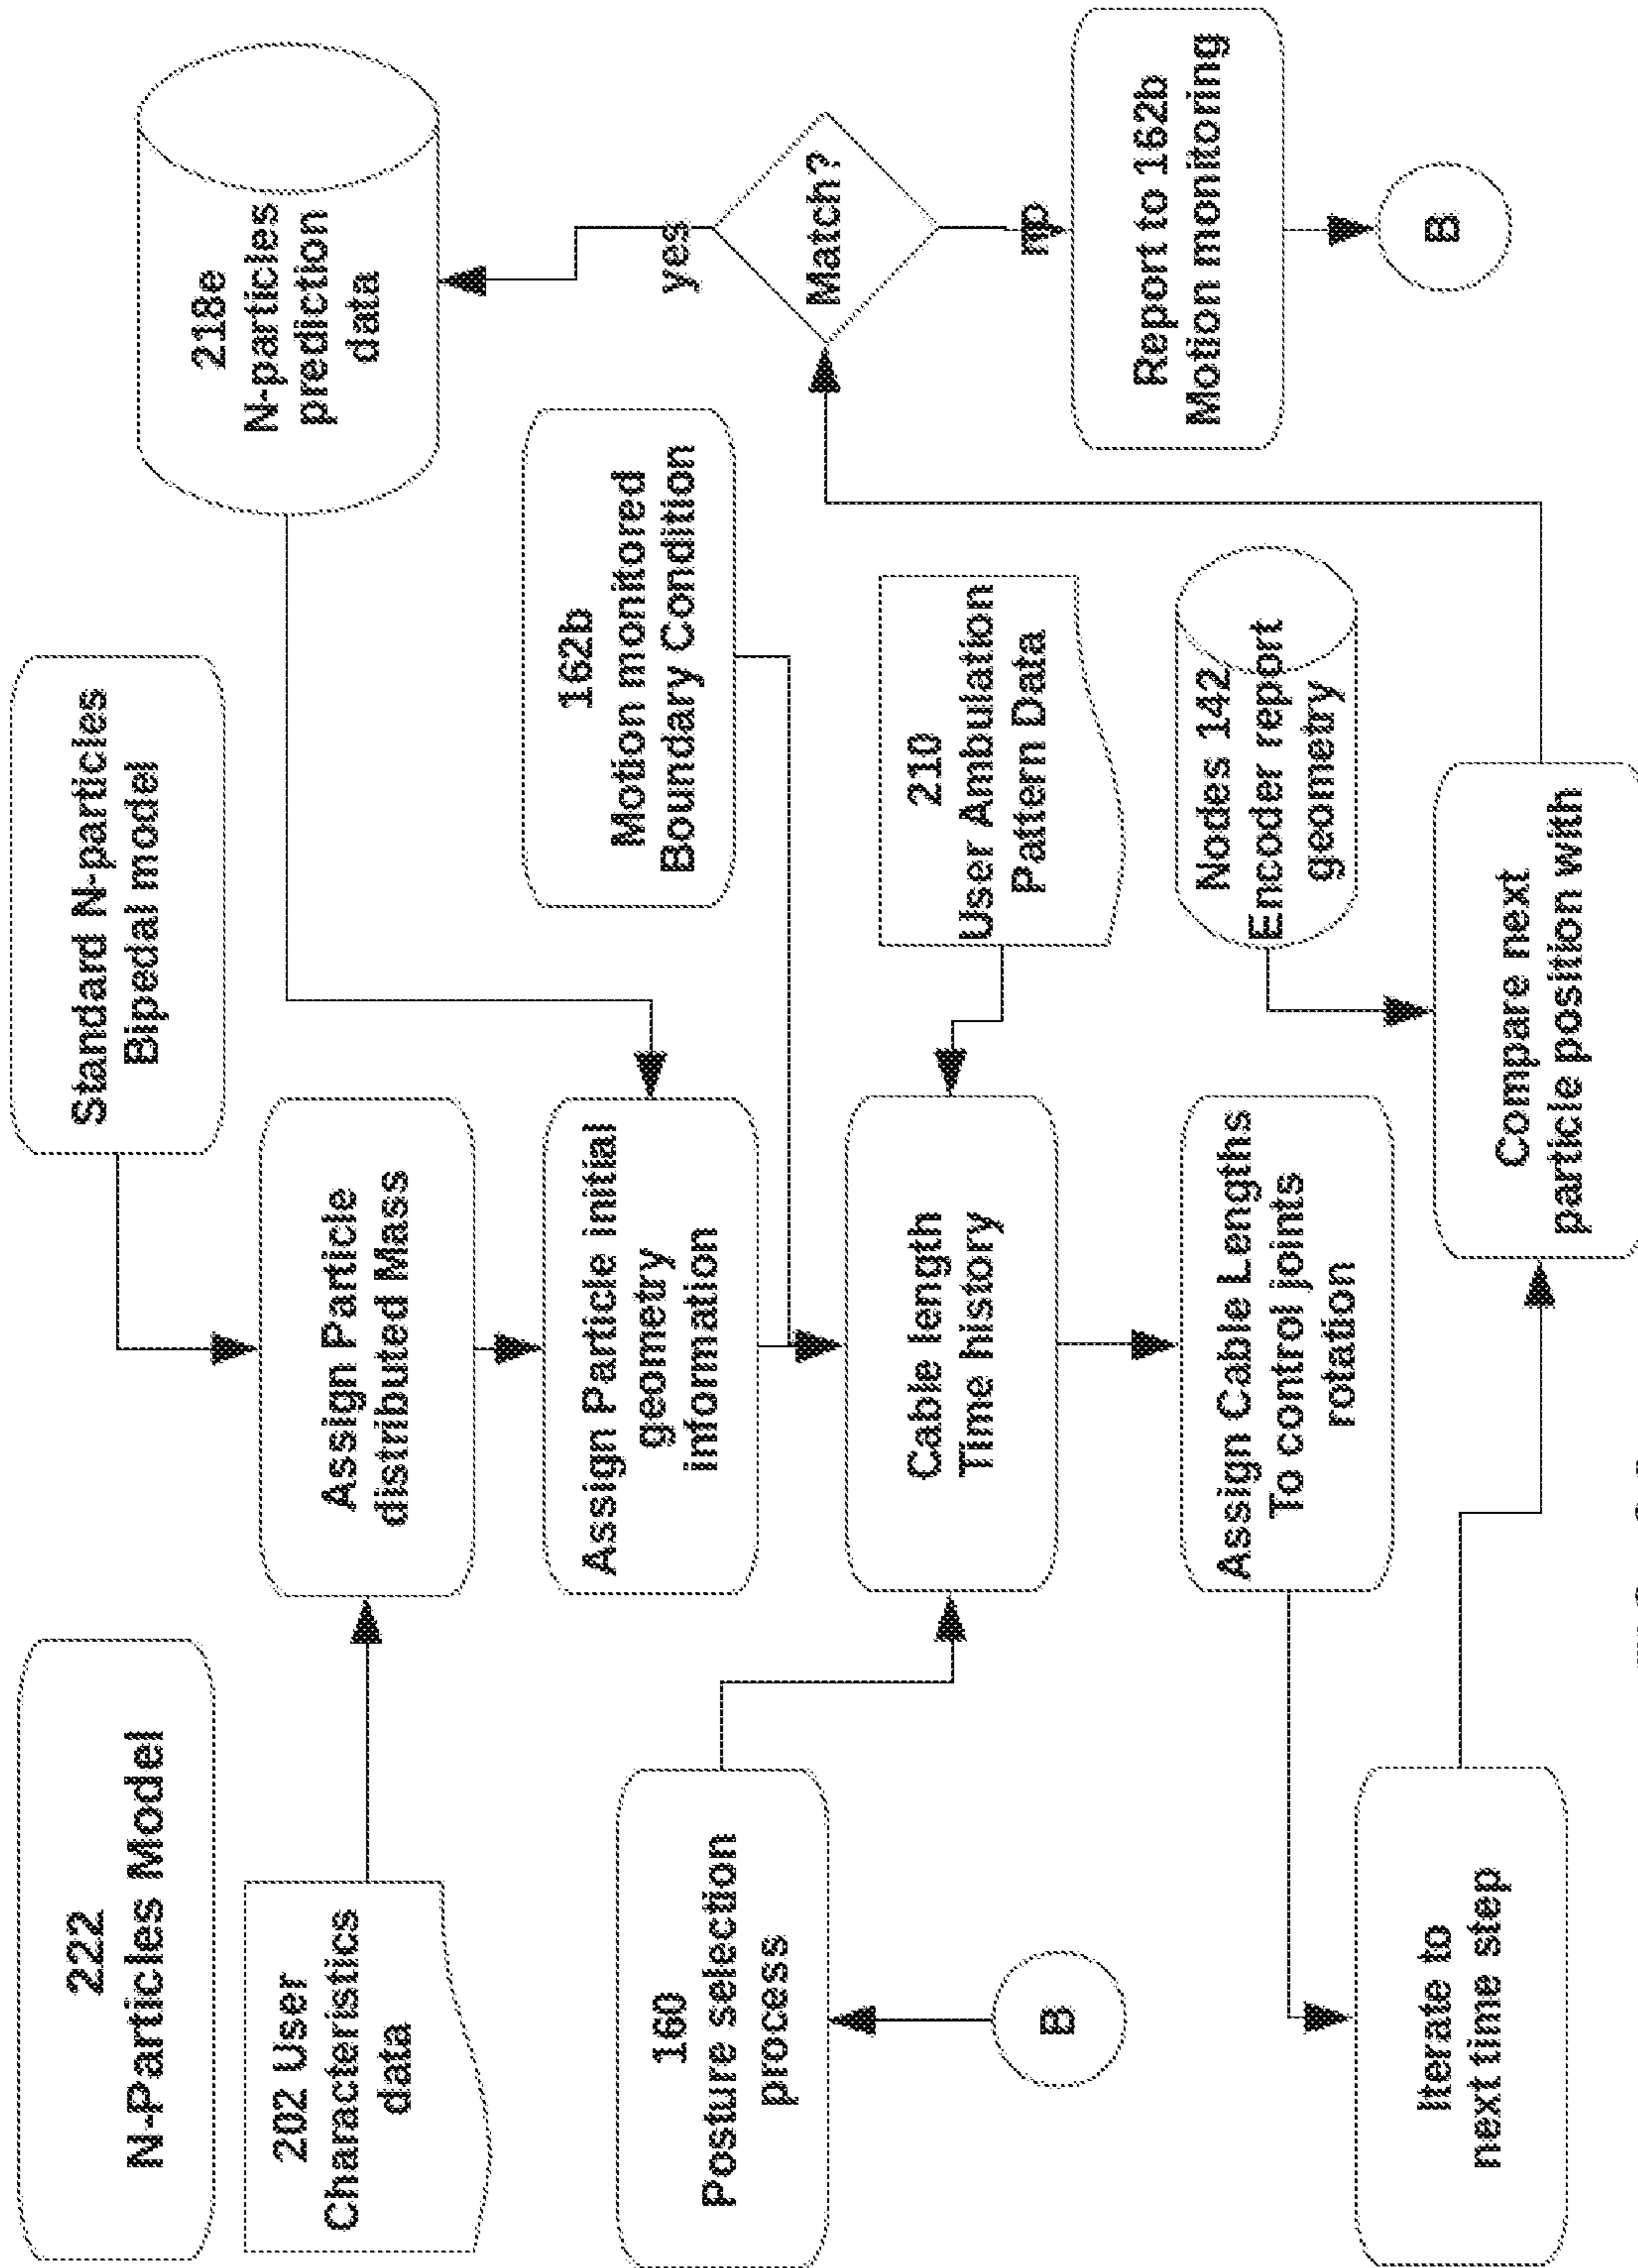 222
N-Particles Model
Standard N-particles
Bipedal model
202 User
Characteristics
data
Assign Particle
distributed Mass
218e
N-particles
prediction
data
Assign Particle initial
geometry
information
162b
Motion monitored
Boundary Condition
160
Posture selection
process
Cable length
Time history
210
User Ambulation
Pattern Data
yes
Match?
no
B
Assign Cable Lengths
To control joints
rotation
Nodes 142
Encoder report
geometry
Report to 162b
Motion monitoring
Iterate to
next time step
Compare next
particle position with
B